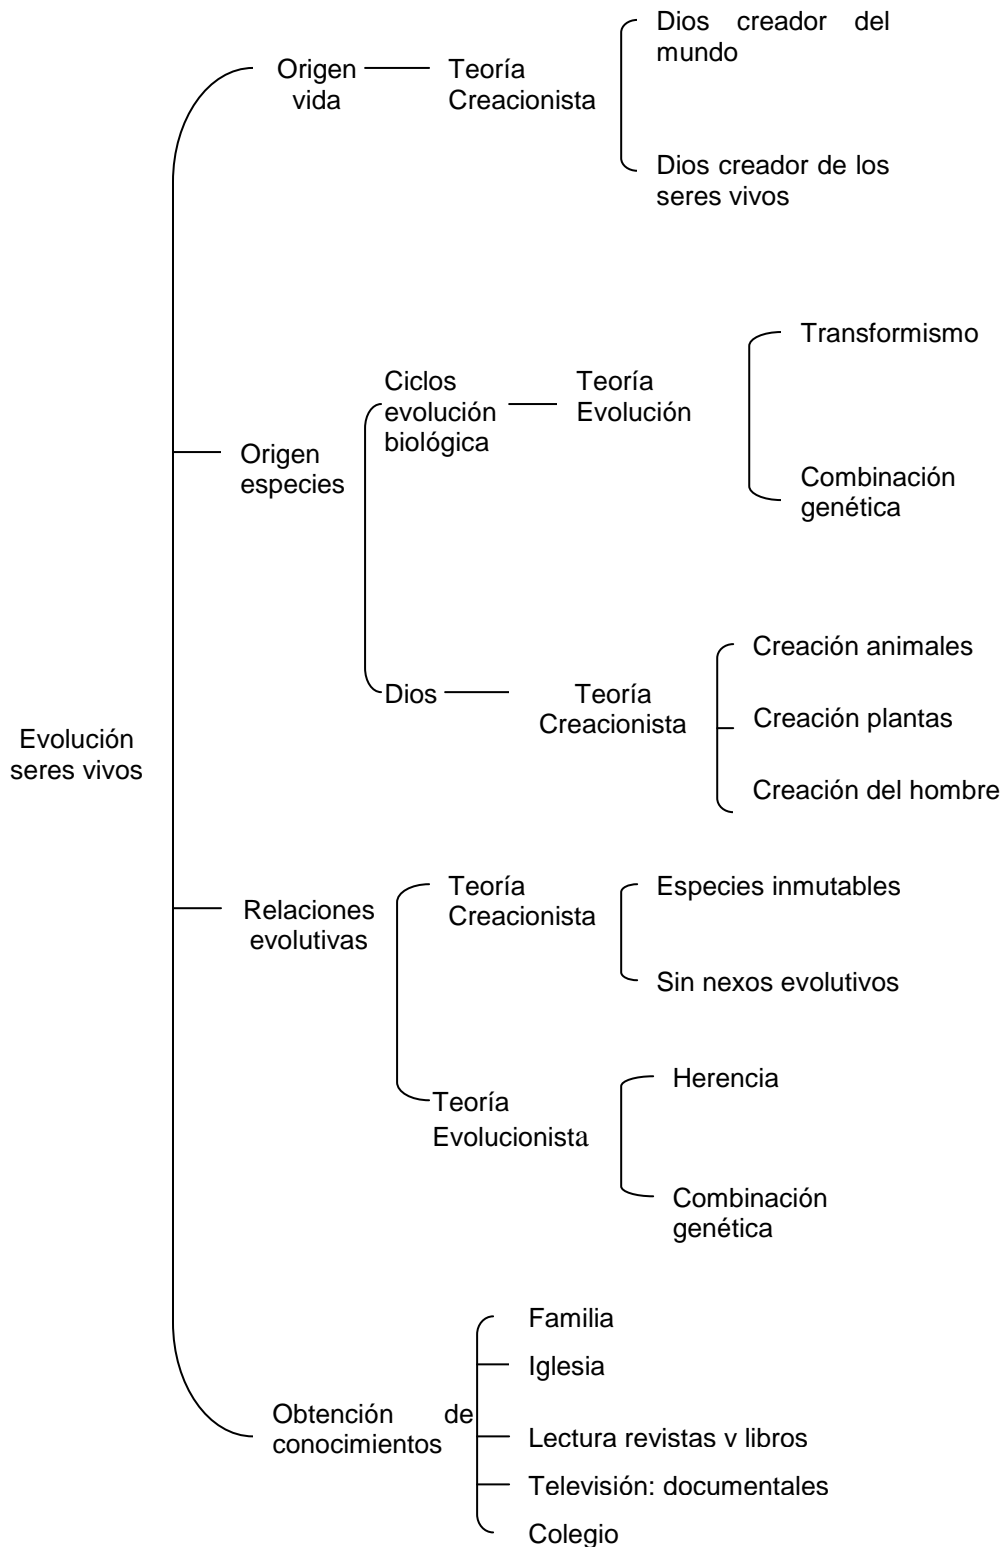 Dios creador del
mundo
Origen
vida
Teoría
Creacionista
Dios creador de los
seres vivos
Transformismo
Ciclos
evolución
biológica
Teoría
Evolución
Origen
especies
Combinación
genética
Creación animales
Dios
Teoría
Creacionista
Creación plantas
Creación del hombre
Evolución
seres vivos
Teoría
Creacionista
Especies inmutables
Relaciones
evolutivas
Sin nexos evolutivos
Herencia
Teoría
Evolucionista
Combinación
genética
Familia
Iglesia
Obtención de
conocimientos
Lectura revistas v libros
Televisión: documentales
Colegio